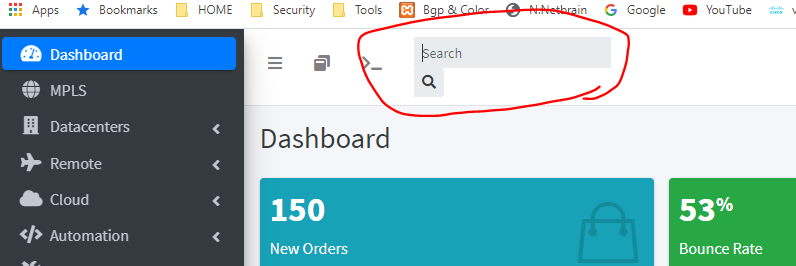 Apps Bookmarks HOME Security Tools Bgp & Color N.Netbrain Google YouTube
Dashboard
MPLS
Datacenters
Remote
Cloud
Automation
Search
Dashboard
150
New Orders
53%
Bounce Rate